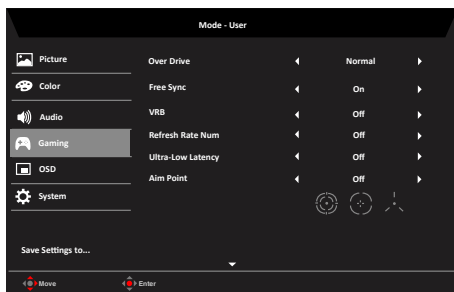 Mode - User
Picture
Color
Audio
Gaming
OSD
System
Over Drive Normal
Free Sync On
VRB Off
Refresh Rate Num Off
Ultra-Low Latency Off
Aim Point Off
Save Settings to...
Move Enter